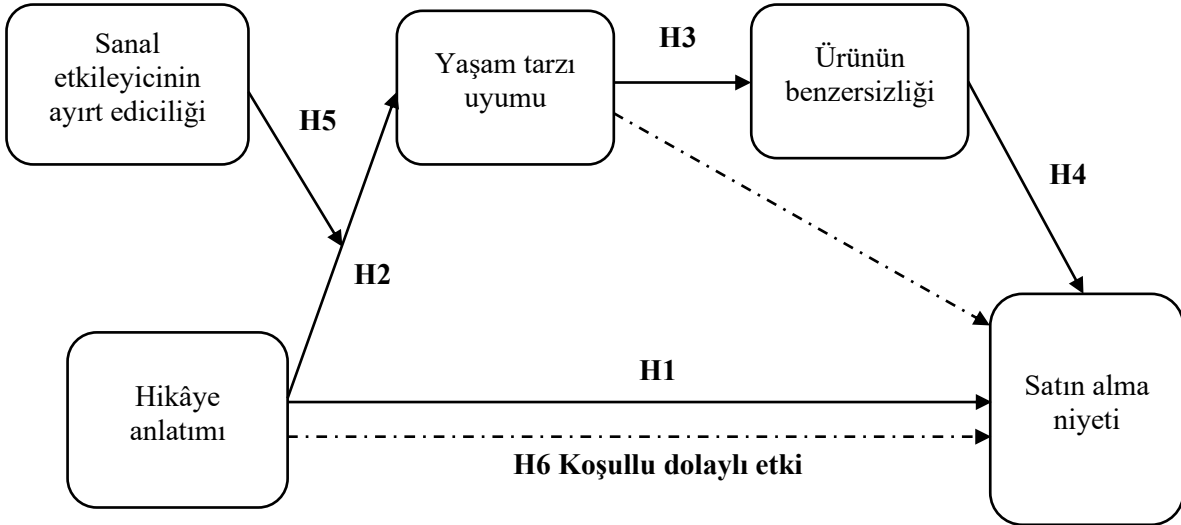 Sanal
etkileyicinin
ayırt ediciliği
H5
Yaşam tarzı
uyumu
H3
Ürünün
benzersizliği
H4
H2
Hikâye
anlatımı
H1
H6 Koşullu dolaylı etki
Satın alma
niyeti